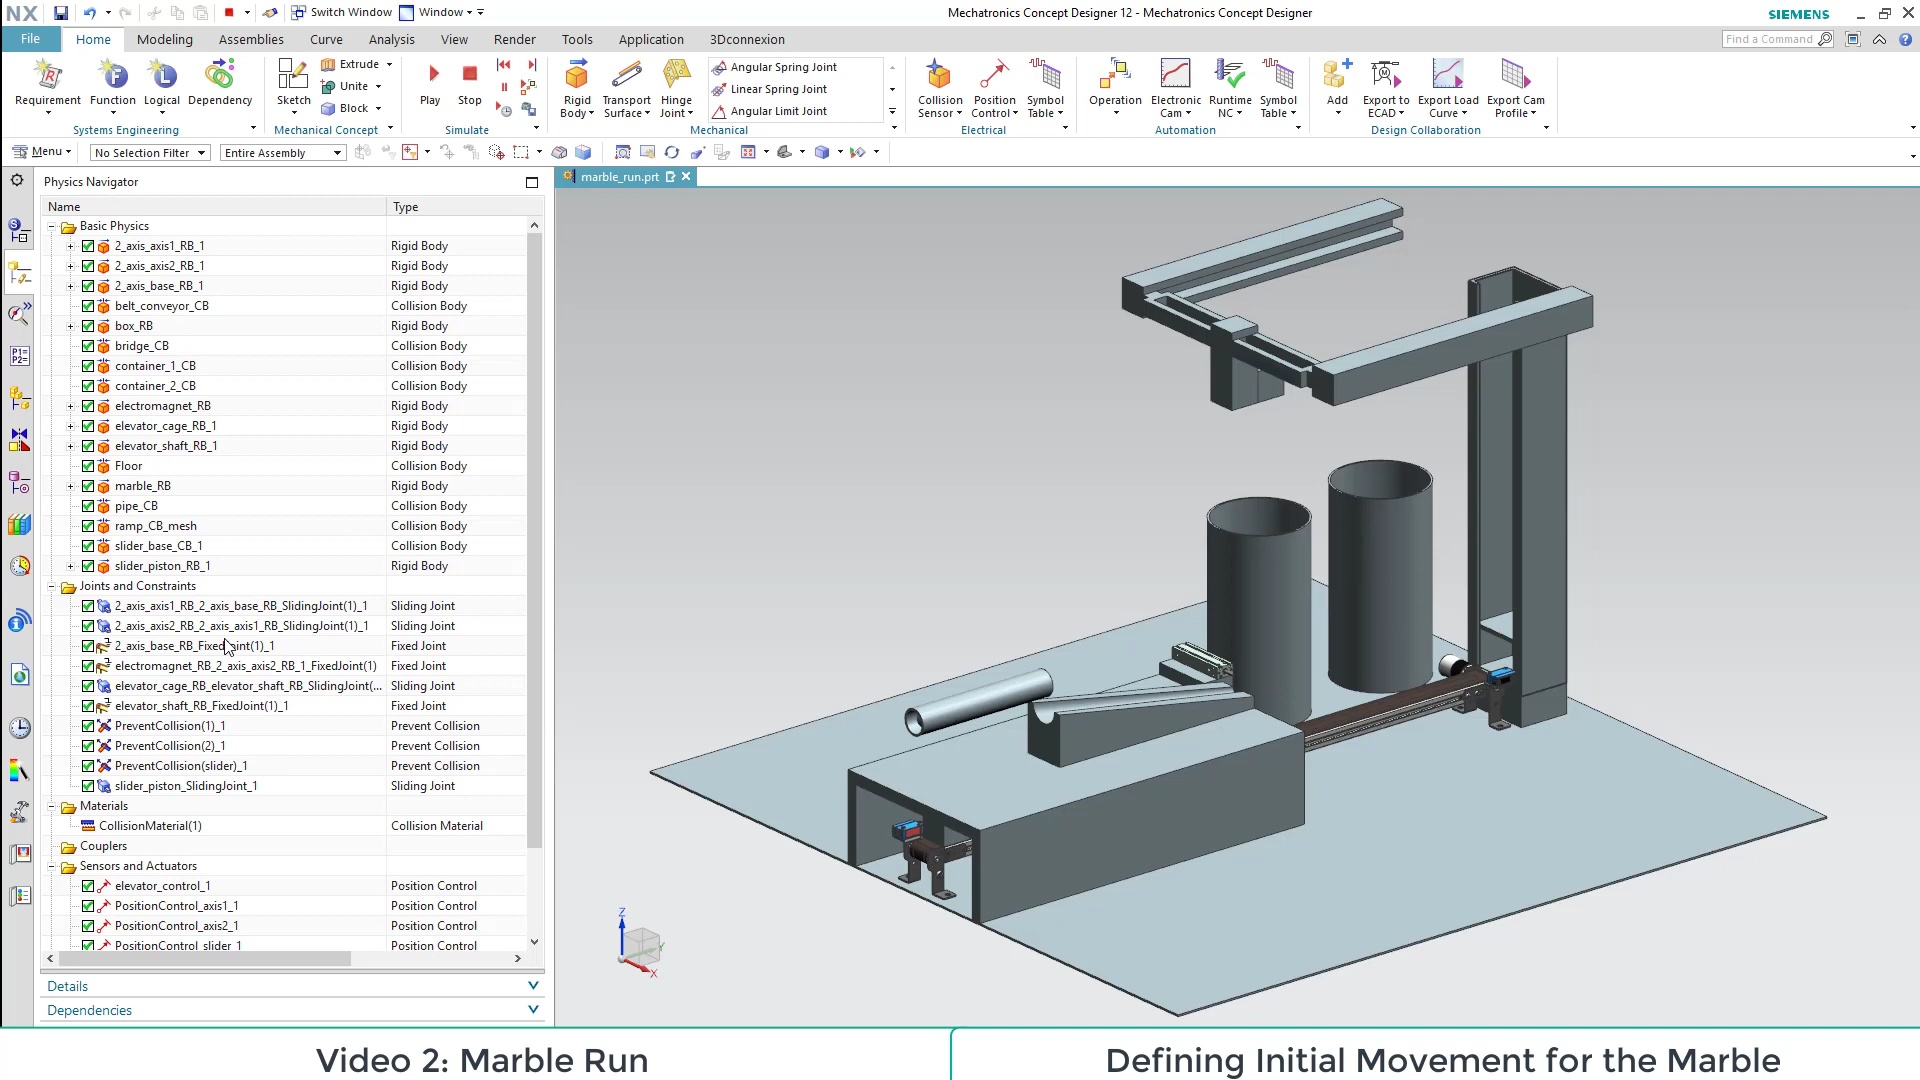 NX
Switch Window
Window
Mechatronics Concept Designer 12 - Mechatronics Concept Designer
SIEMENS
File
Home
Modeling
Assemblies
Curve
Analysis
View
Render
Tools
Application
3Dconnexion
Find a Command
Requirement
Function
Logical
Dependency
Systems Engineering
Sketch
Extrude
Unite
Block
Mechanical Concept
Play
Stop
Simulate
Rigid Body
Transport Surface
Hinge Joint
Angular Spring Joint
Linear Spring Joint
Angular Limit Joint
Mechanical
Collision Sensor
Position Control
Symbol Table
Electrical
Operation
Electronic Cam
Runtime NC
Symbol Table
Automation
Add
Export to ECAD
Export Load Curve
Export Cam Profile
Design Collaboration
Menu
No Selection Filter
Entire Assembly
Physics Navigator
marble_run.prt
Name Type
Basic Physics
2_axis_axis1_RB_1 Rigid Body
2_axis_axis2_RB_1 Rigid Body
2_axis_base_RB_1 Rigid Body
belt_conveyor_CB Collision Body
box_RB Rigid Body
bridge_CB Collision Body
container_1_CB Collision Body
container_2_CB Collision Body
electromagnet_RB Rigid Body
elevator_cage_RB_1 Rigid Body
elevator_shaft_RB_1 Rigid Body
Floor Collision Body
marble_RB Rigid Body
pipe_CB Collision Body
ramp_CB_mesh Collision Body
slider_base_CB_1 Collision Body
slider_piston_RB_1 Rigid Body
Joints and Constraints
2_axis_axis1_RB_2_axis_base_RB_SlidingJoint(1)_1 Sliding Joint
2_axis_axis2_RB_2_axis_axis1_RB_SlidingJoint(1)_1 Sliding Joint
2_axis_base_RB_FixedJoint(1)_1 Fixed Joint
electromagnet_RB_2_axis_axis2_RB_1_FixedJoint(1) Fixed Joint
elevator_cage_RB_elevator_shaft_RB_SlidingJoint(... Sliding Joint
elevator_shaft_RB_FixedJoint(1)_1 Fixed Joint
PreventCollision(1)_1 Prevent Collision
PreventCollision(2)_1 Prevent Collision
PreventCollision(slider)_1 Prevent Collision
slider_piston_SlidingJoint_1 Sliding Joint
Materials
CollisionMaterial(1) Collision Material
Couplers
Sensors and Actuators
elevator_control_1 Position Control
PositionControl_axis1_1 Position Control
PositionControl_axis2_1 Position Control
PositionControl_slider_1 Position Control
Details
Dependencies
Z
Y
X
Video 2: Marble Run
Defining Initial Movement for the Marble